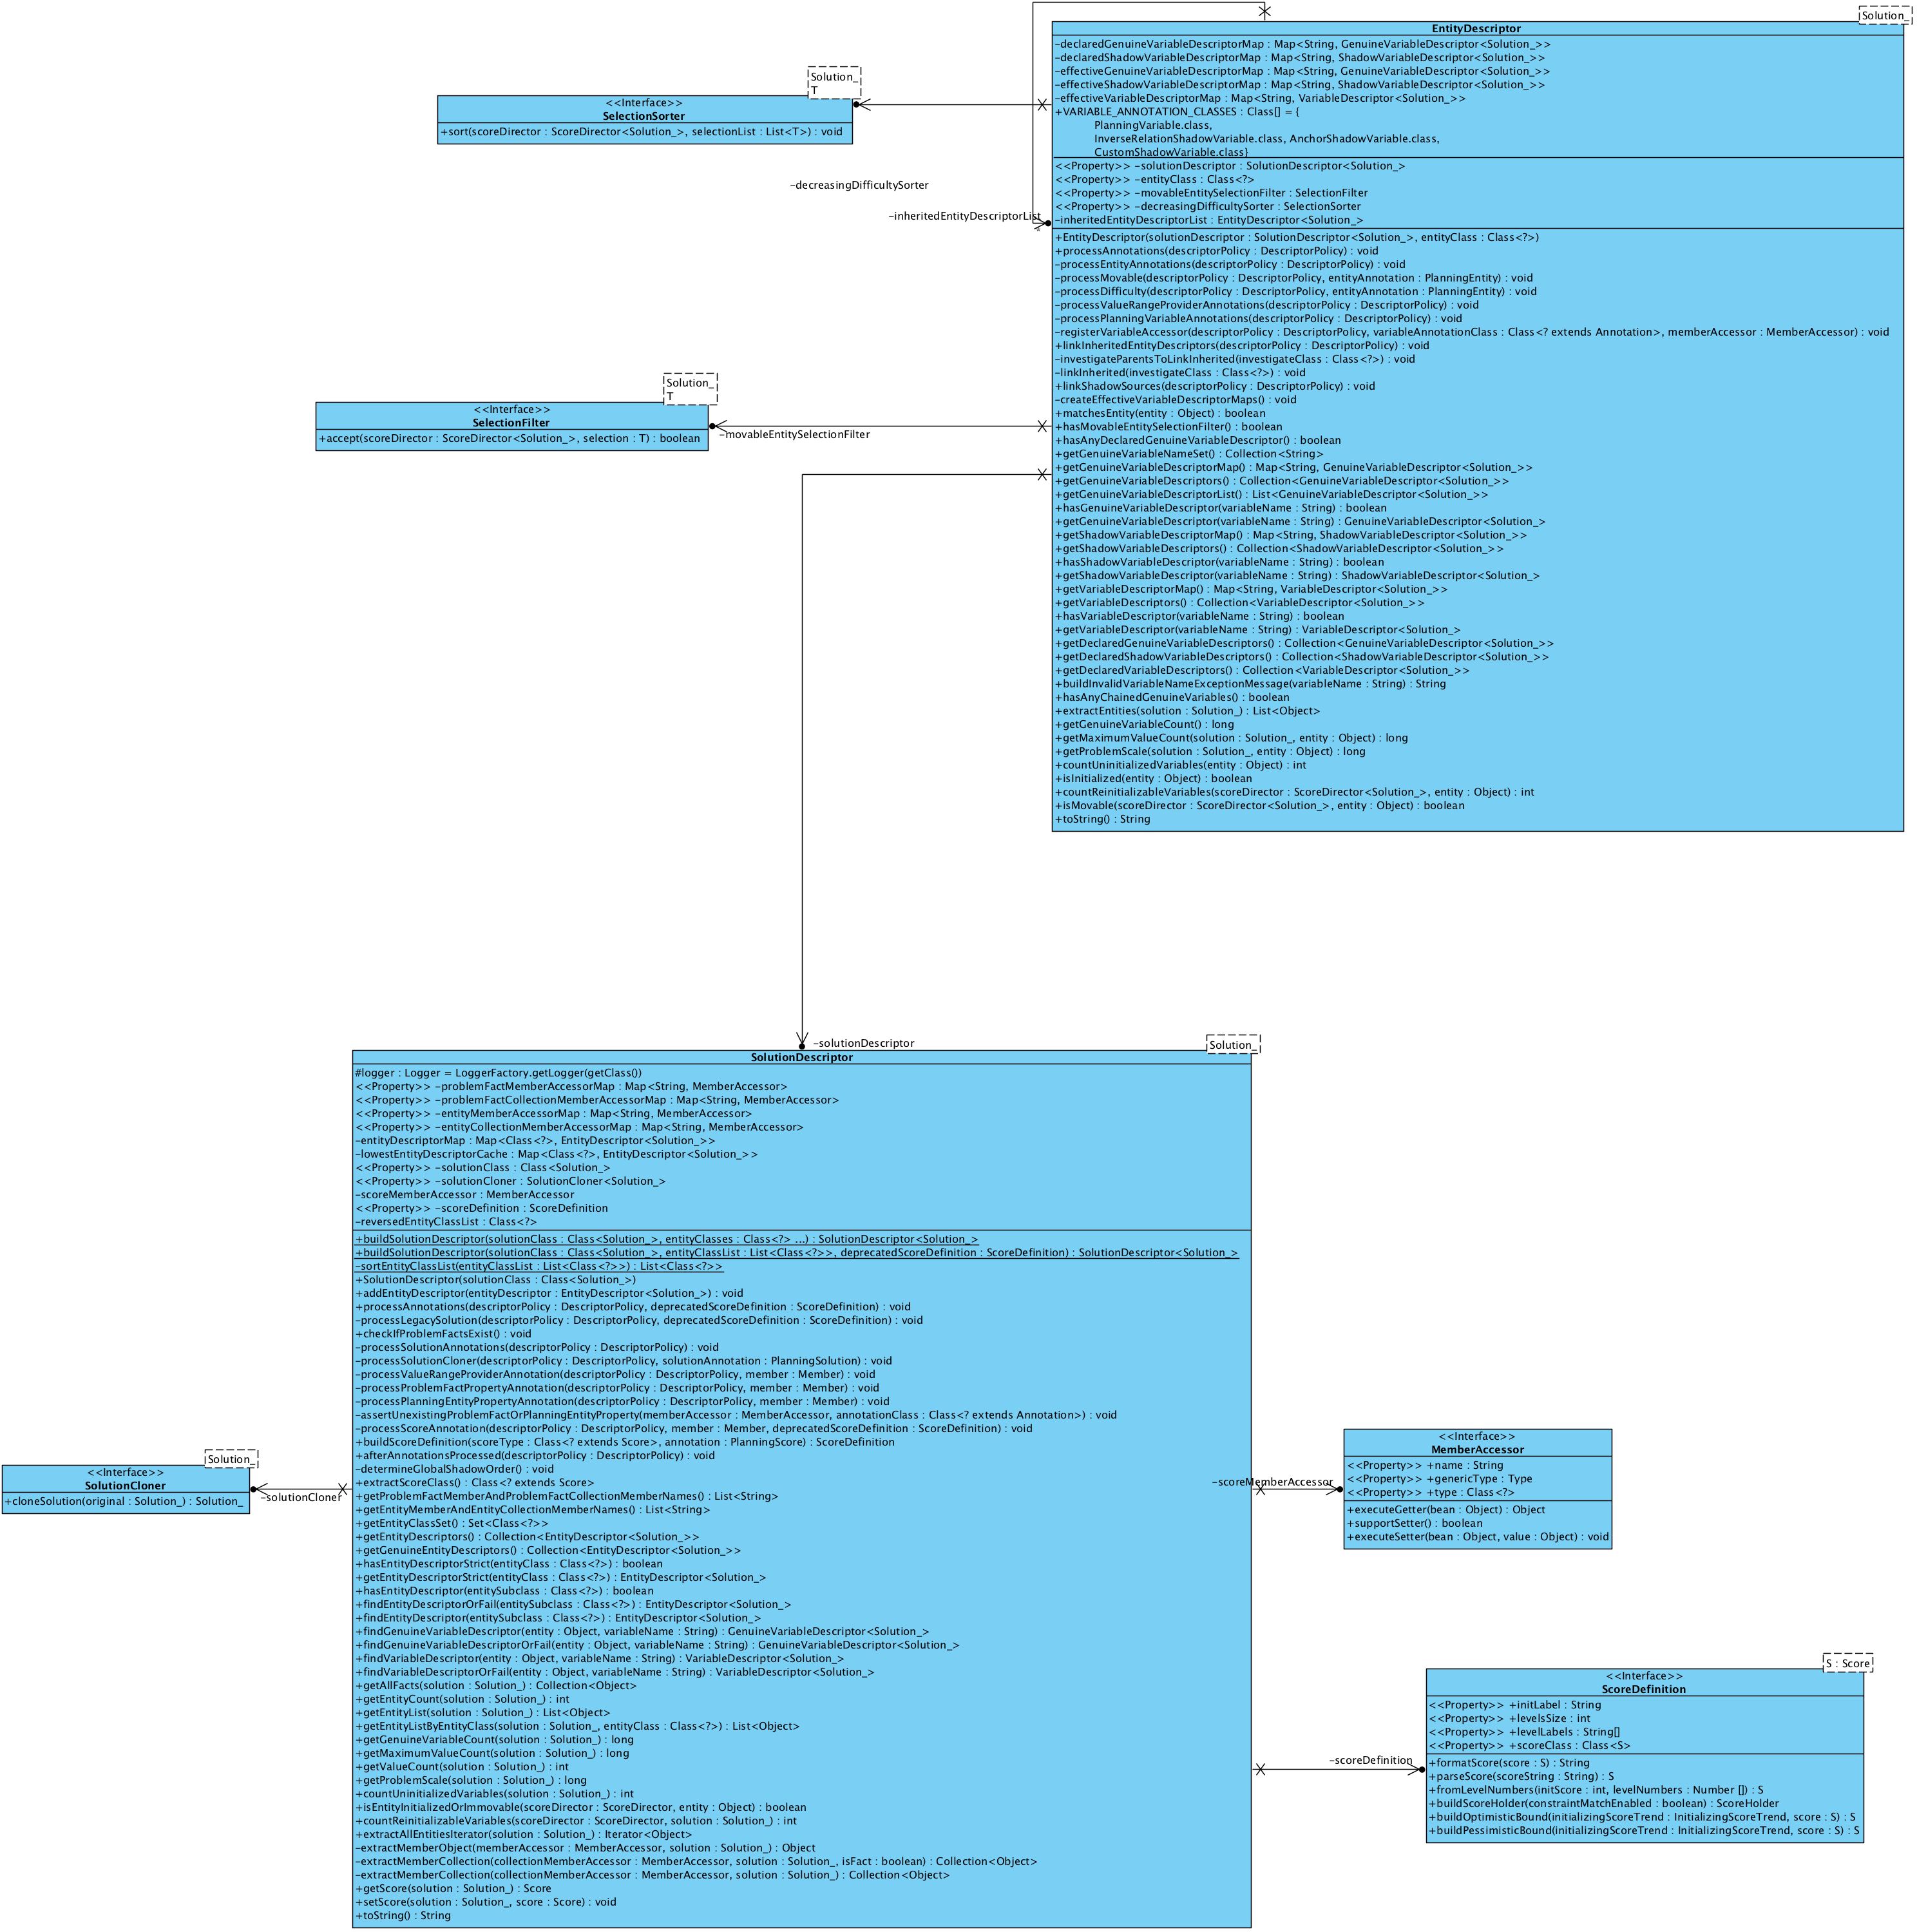 Solution_
EntityDescriptor
-declaredGenuineVariableDescriptorMap : Map<String, GenuineVariableDescriptor<Solution_>>
-declaredShadowVariableDescriptorMap : Map<String, ShadowVariableDescriptor<Solution_>>
-effectiveGenuineVariableDescriptorMap : Map<String, GenuineVariableDescriptor<Solution_>>
-effectiveShadowVariableDescriptorMap : Map<String, ShadowVariableDescriptor<Solution_>>
-effectiveVariableDescriptorMap : Map<String, VariableDescriptor<Solution_>>
+VARIABLE_ANNOTATION_CLASSES : Class[] = {
PlanningVariable.class,
InverseRelationShadowVariable.class, AnchorShadowVariable.class,
CustomShadowVariable.class}
<<Property>> -solutionDescriptor : SolutionDescriptor<Solution_>
<<Property>> -entityClass : Class<?>
<<Property>> -movableEntitySelectionFilter : SelectionFilter
<<Property>> -decreasingDifficultySorter : SelectionSorter
-inheritedEntityDescriptorList : EntityDescriptor<Solution_>
+EntityDescriptor(solutionDescriptor : SolutionDescriptor<Solution_>, entityClass : Class<?>)
+processAnnotations(descriptorPolicy : DescriptorPolicy) : void
-processEntityAnnotations(descriptorPolicy : DescriptorPolicy) : void
-processMovable(descriptorPolicy : DescriptorPolicy, entityAnnotation : PlanningEntity) : void
-processDifficulty(descriptorPolicy : DescriptorPolicy, entityAnnotation : PlanningEntity) : void
-processValueRangeProviderAnnotations(descriptorPolicy : DescriptorPolicy) : void
-processPlanningVariableAnnotations(descriptorPolicy : DescriptorPolicy) : void
-registerVariableAccessor(descriptorPolicy : DescriptorPolicy, variableAnnotationClass : Class<? extends Annotation>, memberAccessor : MemberAccessor) : void
+linkInheritedEntityDescriptors(descriptorPolicy : DescriptorPolicy) : void
-investigateParentsToLinkInherited(investigateClass : Class<?>) : void
-linkInherited(investigateClass : Class<?>) : void
+linkShadowSources(descriptorPolicy : DescriptorPolicy) : void
-createEffectiveVariableDescriptorMaps() : void
+matchesEntity(entity : Object) : boolean
+hasMovableEntitySelectionFilter() : boolean
+hasAnyDeclaredGenuineVariableDescriptor() : boolean
+getGenuineVariableNameSet() : Collection<String>
+getGenuineVariableDescriptorMap() : Map<String, GenuineVariableDescriptor<Solution_>>
+getGenuineVariableDescriptors() : Collection<GenuineVariableDescriptor<Solution_>>
+getGenuineVariableDescriptorList() : List<GenuineVariableDescriptor<Solution_>>
+hasGenuineVariableDescriptor(variableName : String) : boolean
+getGenuineVariableDescriptor(variableName : String) : GenuineVariableDescriptor<Solution_>
+getShadowVariableDescriptorMap() : Map<String, ShadowVariableDescriptor<Solution_>>
+getShadowVariableDescriptors() : Collection<ShadowVariableDescriptor<Solution_>>
+hasShadowVariableDescriptor(variableName : String) : boolean
+getShadowVariableDescriptor(variableName : String) : ShadowVariableDescriptor<Solution_>
+getVariableDescriptorMap() : Map<String, VariableDescriptor<Solution_>>
+getVariableDescriptors() : Collection<VariableDescriptor<Solution_>>
+hasVariableDescriptor(variableName : String) : boolean
+getVariableDescriptor(variableName : String) : VariableDescriptor<Solution_>
+getDeclaredGenuineVariableDescriptors() : Collection<GenuineVariableDescriptor<Solution_>>
+getDeclaredShadowVariableDescriptors() : Collection<ShadowVariableDescriptor<Solution_>>
+getDeclaredVariableDescriptors() : Collection<VariableDescriptor<Solution_>>
+buildInvalidVariableNameExceptionMessage(variableName : String) : String
+hasAnyChainedGenuineVariables() : boolean
+extractEntities(solution : Solution_) : List<Object>
+getGenuineVariableCount() : long
+getMaximumValueCount(solution : Solution_, entity : Object) : long
+getProblemScale(solution : Solution_, entity : Object) : long
+countUninitializedVariables(entity : Object) : int
+isInitialized(entity : Object) : boolean
+countReinitializableVariables(scoreDirector : ScoreDirector<Solution_>, entity : Object) : int
+isMovable(scoreDirector : ScoreDirector<Solution_>, entity : Object) : boolean
+toString() : String
Solution_
T
<<Interface>>
SelectionSorter
+sort(scoreDirector : ScoreDirector<Solution_>, selectionList : List<T>) : void
-decreasingDifficultySorter
-inheritedEntityDescriptorList
*
Solution_
T
<<Interface>>
SelectionFilter
+accept(scoreDirector : ScoreDirector<Solution_>, selection : T) : boolean
-movableEntitySelectionFilter
-solutionDescriptor
Solution_
SolutionDescriptor
#logger : Logger = LoggerFactory.getLogger(getClass())
<<Property>> -problemFactMemberAccessorMap : Map<String, MemberAccessor>
<<Property>> -problemFactCollectionMemberAccessorMap : Map<String, MemberAccessor>
<<Property>> -entityMemberAccessorMap : Map<String, MemberAccessor>
<<Property>> -entityCollectionMemberAccessorMap : Map<String, MemberAccessor>
-entityDescriptorMap : Map<Class<?>, EntityDescriptor<Solution_>>
-lowestEntityDescriptorCache : Map<Class<?>, EntityDescriptor<Solution_>>
<<Property>> -solutionClass : Class<Solution_>
<<Property>> -solutionCloner : SolutionCloner<Solution_>
-scoreMemberAccessor : MemberAccessor
<<Property>> -scoreDefinition : ScoreDefinition
-reversedEntityClassList : Class<?>
+buildSolutionDescriptor(solutionClass : Class<Solution_>, entityClasses : Class<?> ...) : SolutionDescriptor<Solution_>
+buildSolutionDescriptor(solutionClass : Class<Solution_>, entityClassList : List<Class<?>>, deprecatedScoreDefinition : ScoreDefinition) : SolutionDescriptor<Solution_>
-sortEntityClassList(entityClassList : List<Class<?>>) : List<Class<?>>
+SolutionDescriptor(solutionClass : Class<Solution_>)
+addEntityDescriptor(entityDescriptor : EntityDescriptor<Solution_>) : void
+processAnnotations(descriptorPolicy : DescriptorPolicy, deprecatedScoreDefinition : ScoreDefinition) : void
-processLegacySolution(descriptorPolicy : DescriptorPolicy, deprecatedScoreDefinition : ScoreDefinition) : void
+checkIfProblemFactsExist() : void
-processSolutionAnnotations(descriptorPolicy : DescriptorPolicy) : void
-processSolutionCloner(descriptorPolicy : DescriptorPolicy, solutionAnnotation : PlanningSolution) : void
-processValueRangeProviderAnnotation(descriptorPolicy : DescriptorPolicy, member : Member) : void
-processProblemFactPropertyAnnotation(descriptorPolicy : DescriptorPolicy, member : Member) : void
-processPlanningEntityPropertyAnnotation(descriptorPolicy : DescriptorPolicy, member : Member) : void
-assertUnexistingProblemFactOrPlanningEntityProperty(memberAccessor : MemberAccessor, annotationClass : Class<? extends Annotation>) : void
-processScoreAnnotation(descriptorPolicy : DescriptorPolicy, member : Member, deprecatedScoreDefinition : ScoreDefinition) : void
+buildScoreDefinition(scoreType : Class<? extends Score>, annotation : PlanningScore) : ScoreDefinition
+afterAnnotationsProcessed(descriptorPolicy : DescriptorPolicy) : void
-determineGlobalShadowOrder() : void
+extractScoreClass() : Class<? extends Score>
+getProblemFactMemberAndProblemFactCollectionMemberNames() : List<String>
+getEntityMemberAndEntityCollectionMemberNames() : List<String>
+getEntityClassSet() : Set<Class<?>>
+getEntityDescriptors() : Collection<EntityDescriptor<Solution_>>
+getGenuineEntityDescriptors() : Collection<EntityDescriptor<Solution_>>
+hasEntityDescriptorStrict(entityClass : Class<?>) : boolean
+getEntityDescriptorStrict(entityClass : Class<?>) : EntityDescriptor<Solution_>
+hasEntityDescriptor(entitySubclass : Class<?>) : boolean
+findEntityDescriptorOrFail(entitySubclass : Class<?>) : EntityDescriptor<Solution_>
+findEntityDescriptor(entitySubclass : Class<?>) : EntityDescriptor<Solution_>
+findGenuineVariableDescriptor(entity : Object, variableName : String) : GenuineVariableDescriptor<Solution_>
+findGenuineVariableDescriptorOrFail(entity : Object, variableName : String) : GenuineVariableDescriptor<Solution_>
+findVariableDescriptor(entity : Object, variableName : String) : VariableDescriptor<Solution_>
+findVariableDescriptorOrFail(entity : Object, variableName : String) : VariableDescriptor<Solution_>
+getAllFacts(solution : Solution_) : Collection<Object>
+getEntityCount(solution : Solution_) : int
+getEntityList(solution : Solution_) : List<Object>
+getEntityListByEntityClass(solution : Solution_, entityClass : Class<?>) : List<Object>
+getGenuineVariableCount(solution : Solution_) : long
+getMaximumValueCount(solution : Solution_) : long
+getValueCount(solution : Solution_) : int
+getProblemScale(solution : Solution_) : long
+countUninitializedVariables(solution : Solution_) : int
+isEntityInitializedOrImmovable(scoreDirector : ScoreDirector, entity : Object) : boolean
+countReinitializableVariables(scoreDirector : ScoreDirector, solution : Solution_) : int
+extractAllEntitiesIterator(solution : Solution_) : Iterator<Object>
-extractMemberObject(memberAccessor : MemberAccessor, solution : Solution_) : Object
-extractMemberCollection(collectionMemberAccessor : MemberAccessor, solution : Solution_, isFact : boolean) : Collection<Object>
-extractMemberCollection(collectionMemberAccessor : MemberAccessor, solution : Solution_) : Collection<Object>
+getScore(solution : Solution_) : Score
+setScore(solution : Solution_, score : Score) : void
+toString() : String
Solution_
<<Interface>>
SolutionCloner
+cloneSolution(original : Solution_) : Solution_
-solutionCloner
-scoreMemberAccessor
<<Interface>>
MemberAccessor
<<Property>> +name : String
<<Property>> +genericType : Type
<<Property>> +type : Class<?>
+executeGetter(bean : Object) : Object
+supportSetter() : boolean
+executeSetter(bean : Object, value : Object) : void
-scoreDefinition
S : Score
<<Interface>>
ScoreDefinition
<<Property>> +initLabel : String
<<Property>> +levelsSize : int
<<Property>> +levelLabels : String[]
<<Property>> +scoreClass : Class<S>
+formatScore(score : S) : String
+parseScore(scoreString : String) : S
+fromLevelNumbers(initScore : int, levelNumbers : Number []) : S
+buildScoreHolder(constraintMatchEnabled : boolean) : ScoreHolder
+buildOptimisticBound(initializingScoreTrend : InitializingScoreTrend, score : S) : S
+buildPessimisticBound(initializingScoreTrend : InitializingScoreTrend, score : S) : S